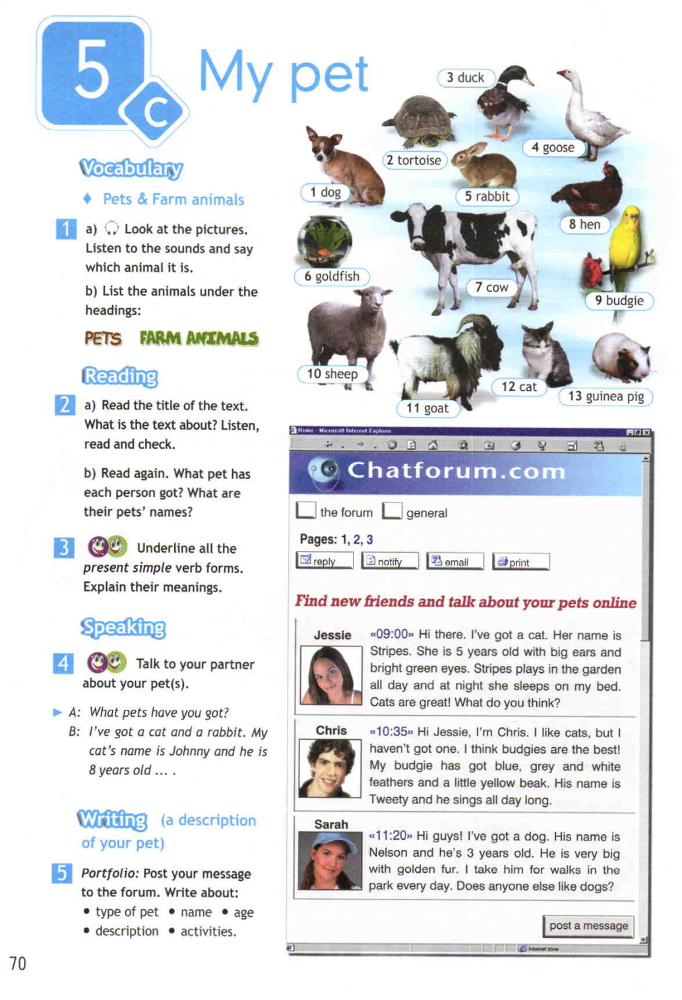 5
c
My pet
3 duck
4 goose
2 tortoise
1 dog
5 rabbit
8 hen
6 goldfish
7 cow
9 budgie
10 sheep
12 cat
13 guinea pig
11 goat
Vocabulary
♦ Pets & Farm animals
1 a) Look at the pictures.
Listen to the sounds and say
which animal it is.
b) List the animals under the
headings:
PETS FARM ANIMALS
Reading
2 a) Read the title of the text.
What is the text about? Listen,
read and check.
b) Read again. What pet has
each person got? What are
their pets' names?
3 Underline all the
present simple verb forms.
Explain their meanings.
Speaking
4 Talk to your partner
about your pet(s).
A: What pets have you got?
B: I've got a cat and a rabbit. My
cat's name is Johnny and he is
8 years old ... .
Writing (a description
of your pet)
5 Portfolio: Post your message
to the forum. Write about:
• type of pet • name • age
• description • activities.
Home - Microsoft Internet Explorer
Chatforum.com
the forum general
Pages: 1, 2, 3
reply notify email print
Find new friends and talk about your pets online
Jessie
«09:00» Hi there. I've got a cat. Her name is
Stripes. She is 5 years old with big ears and
bright green eyes. Stripes plays in the garden
all day and at night she sleeps on my bed.
Cats are great! What do you think?
Chris
«10:35» Hi Jessie, I'm Chris. I like cats, but I
haven't got one. I think budgies are the best!
My budgie has got blue, grey and white
feathers and a little yellow beak. His name is
Tweety and he sings all day long.
Sarah
«11:20» Hi guys! I've got a dog. His name is
Nelson and he's 3 years old. He is very big
with golden fur. I take him for walks in the
park every day. Does anyone else like dogs?
post a message
Internet zone
70